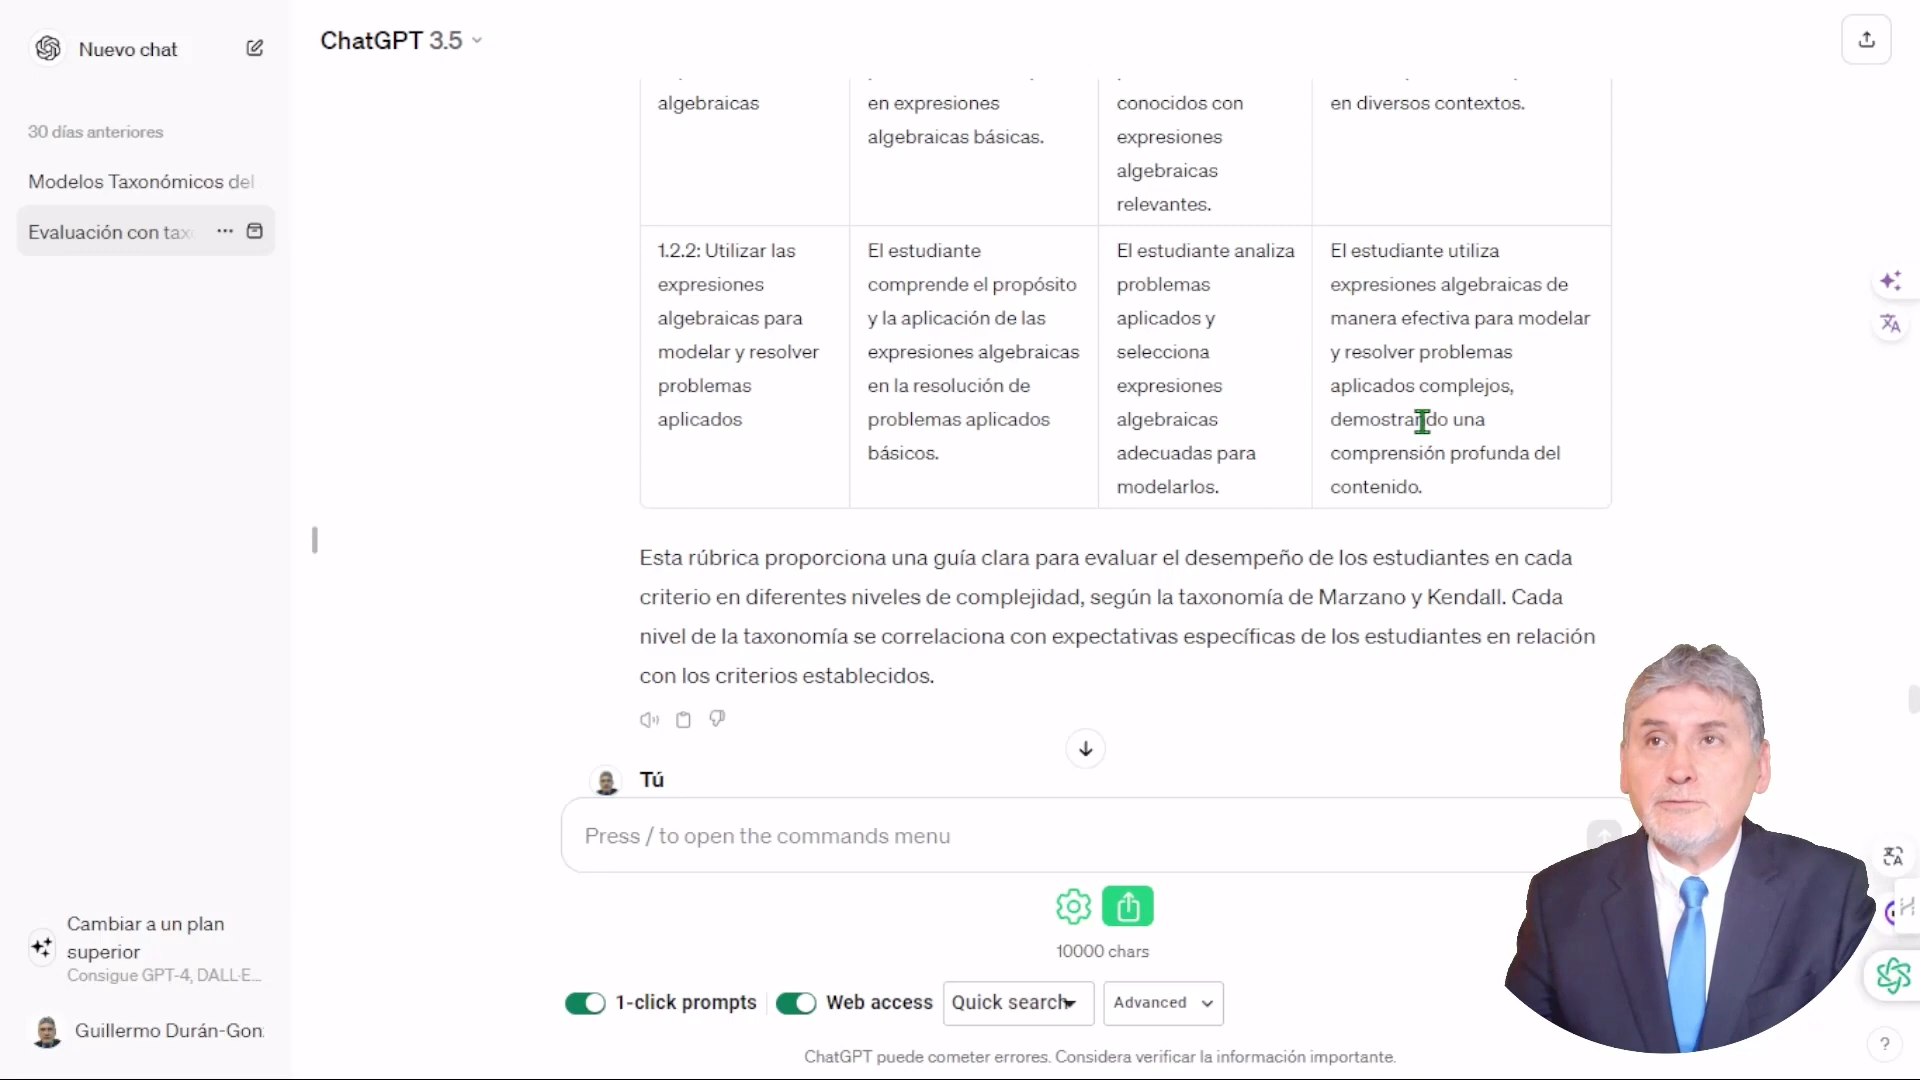 Nuevo chat
ChatGPT 3.5
30 días anteriores
Modelos Taxonómicos del
Evaluación con tax
algebraicas
en expresiones
algebraicas básicas.
conocidos con
expresiones
algebraicas
relevantes.
en diversos contextos.
1.2.2: Utilizar las
expresiones
algebraicas para
modelar y resolver
problemas
aplicados
El estudiante
comprende el propósito
y la aplicación de las
expresiones algebraicas
en la resolución de
problemas aplicados
básicos.
El estudiante analiza
problemas
aplicados y
selecciona
expresiones
algebraicas
adecuadas para
modelarlos.
El estudiante utiliza
expresiones algebraicas de
manera efectiva para modelar
y resolver problemas
aplicados complejos,
demostrando una
comprensión profunda del
contenido.
Esta rúbrica proporciona una guía clara para evaluar el desempeño de los estudiantes en cada
criterio en diferentes niveles de complejidad, según la taxonomía de Marzano y Kendall. Cada
nivel de la taxonomía se correlaciona con expectativas específicas de los estudiantes en relación
con los criterios establecidos.
Tú
Press / to open the commands menu
10000 chars
1-click prompts
Web access
Quick search
Advanced
ChatGPT puede cometer errores. Considera verificar la información importante.
Cambiar a un plan
superior
Consigue GPT-4, DALL·E...
Guillermo Durán-Gon
?